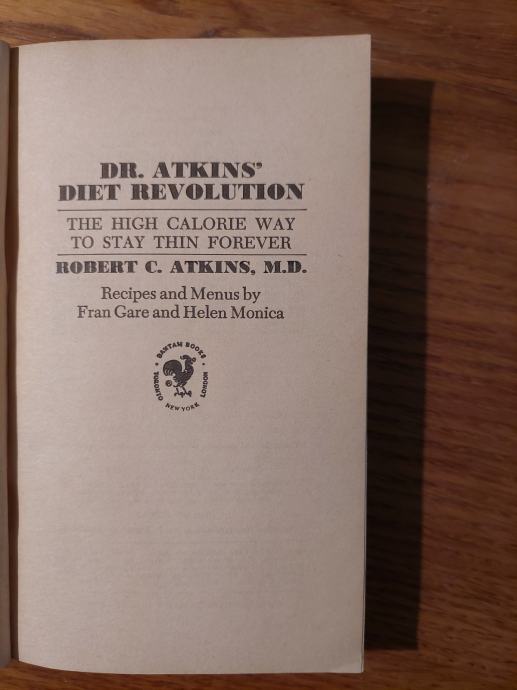 DR. ATKINS'
DIET REVOLUTION
THE HIGH CALORIE WAY
TO STAY THIN FOREVER
ROBERT C. ATKINS, M.D.
Recipes and Menus by
Fran Gare and Helen Monica
BANTAM BOOKS
TORONTO
NEW YORK
LONDON